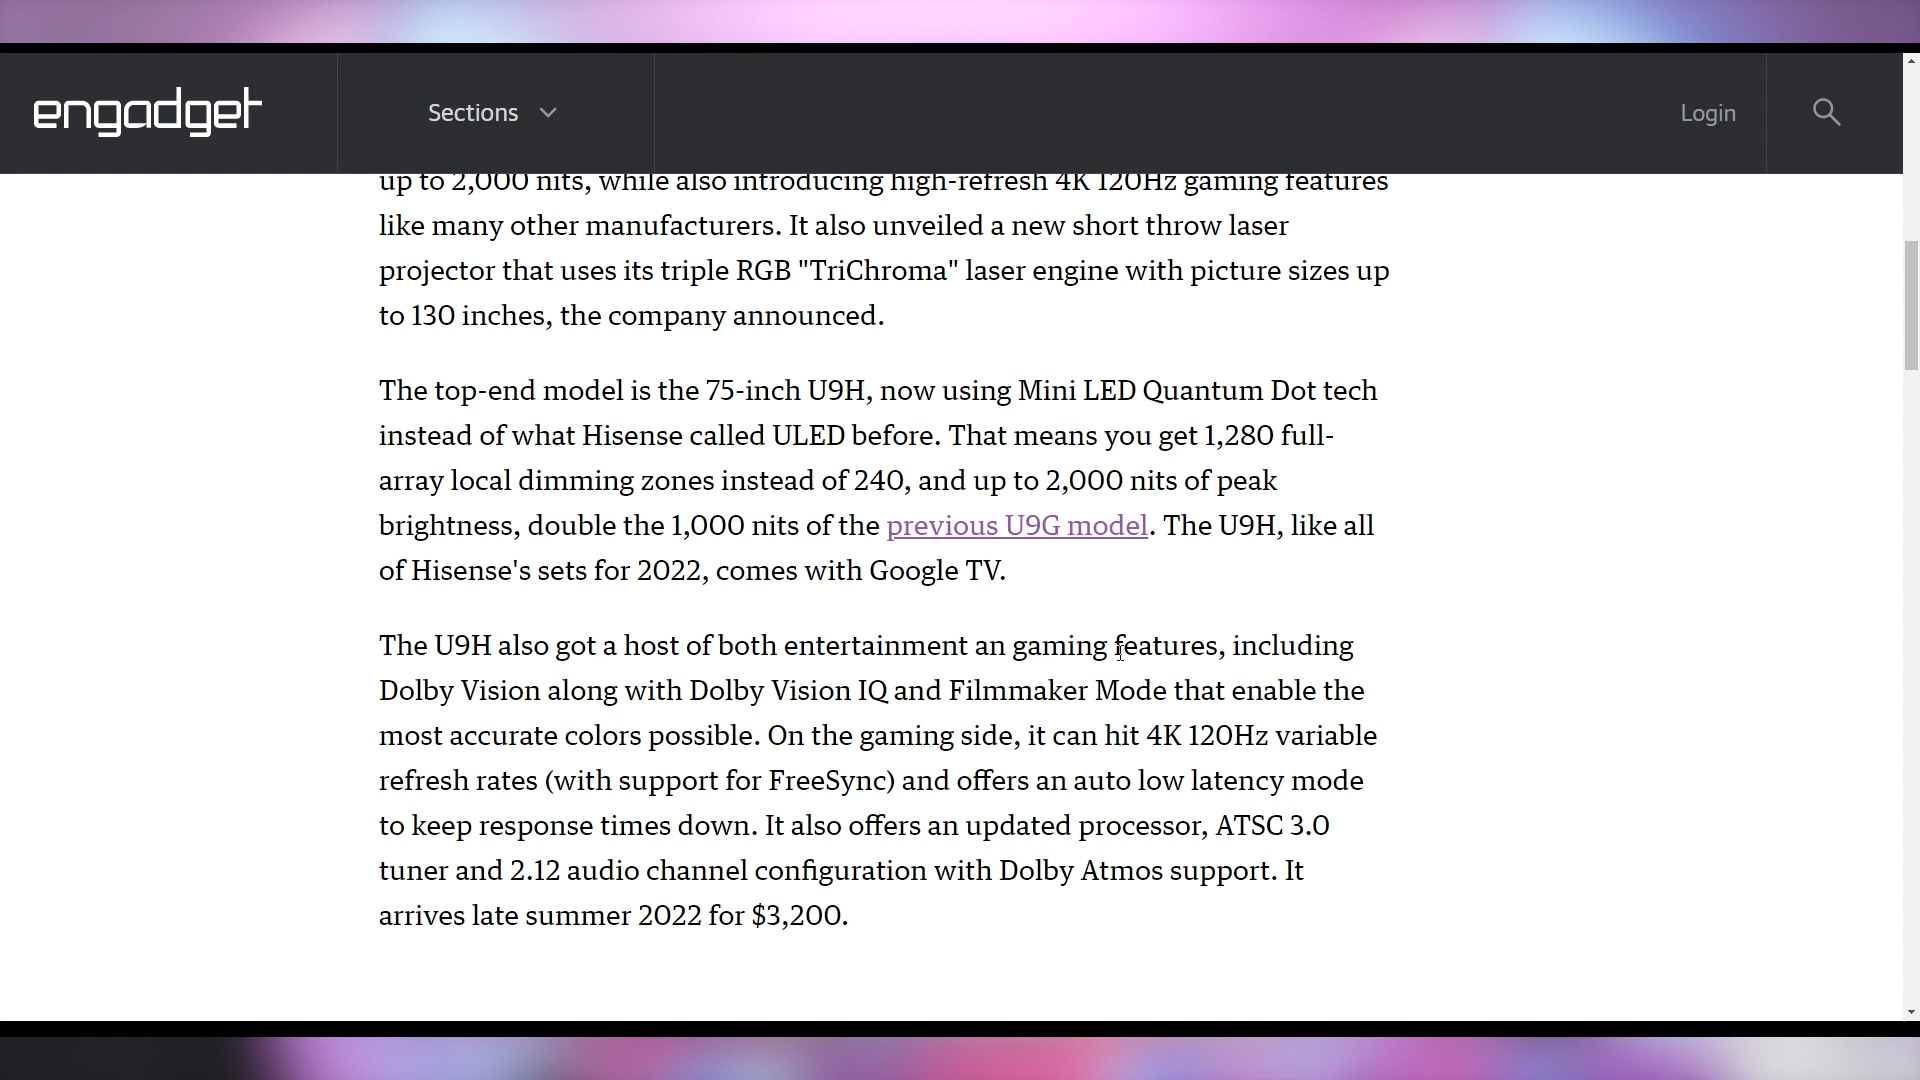 engadget
Sections
Login
up to 2,000 nits, while also introducing high-refresh 4K 120Hz gaming features
like many other manufacturers. It also unveiled a new short throw laser
projector that uses its triple RGB "TriChroma" laser engine with picture sizes up
to 130 inches, the company announced.
The top-end model is the 75-inch U9H, now using Mini LED Quantum Dot tech
instead of what Hisense called ULED before. That means you get 1,280 full-
array local dimming zones instead of 240, and up to 2,000 nits of peak
brightness, double the 1,000 nits of the previous U9G model. The U9H, like all
of Hisense's sets for 2022, comes with Google TV.
The U9H also got a host of both entertainment an gaming features, including
Dolby Vision along with Dolby Vision IQ and Filmmaker Mode that enable the
most accurate colors possible. On the gaming side, it can hit 4K 120Hz variable
refresh rates (with support for FreeSync) and offers an auto low latency mode
to keep response times down. It also offers an updated processor, ATSC 3.0
tuner and 2.12 audio channel configuration with Dolby Atmos support. It
arrives late summer 2022 for $3,200.